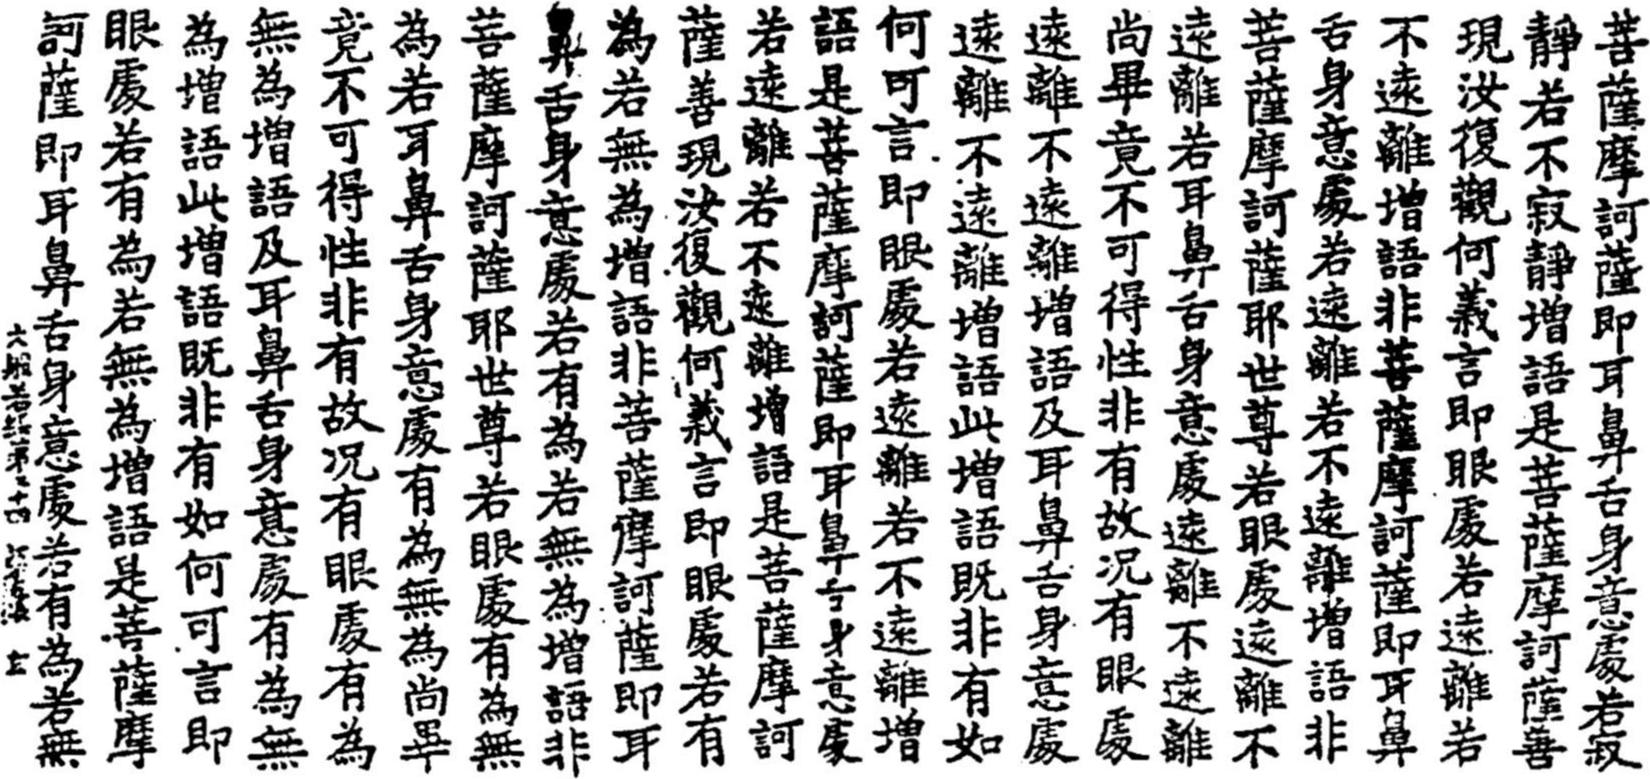 菩薩摩訶薩即耳鼻舌身意處若寂
靜若不寂靜增語是菩薩摩訶薩善
現汝復觀何義言即眼處若遠離若
不遠離增語非菩薩摩訶薩即耳鼻
舌身意處若遠離若不遠離增語非
菩薩摩訶薩耶世尊若眼處遠離不
遠離若耳鼻舌身意處遠離不遠離
尚畢竟不可得性非有故況有眼處
遠離不遠離增語及耳鼻舌身意處
遠離不遠離增語此增語既非有如
何可言即眼處若遠離若不遠離增
語是菩薩摩訶薩即耳鼻舌身意處
若遠離若不遠離增語是菩薩摩訶
薩善現汝復觀何義言即眼處若有
為若無為增語非菩薩摩訶薩即耳
鼻舌身意處若有為若無為增語非
菩薩摩訶薩耶世尊若眼處有為無
為若耳鼻舌身意處有為無為尚畢
竟不可得性非有故況有眼處有為
無為增語及耳鼻舌身意處有為無
為增語此增語既非有如何可言即
眼處若有為若無為增語是菩薩摩
訶薩即耳鼻舌身意處若有為若無
六般若經第二十四